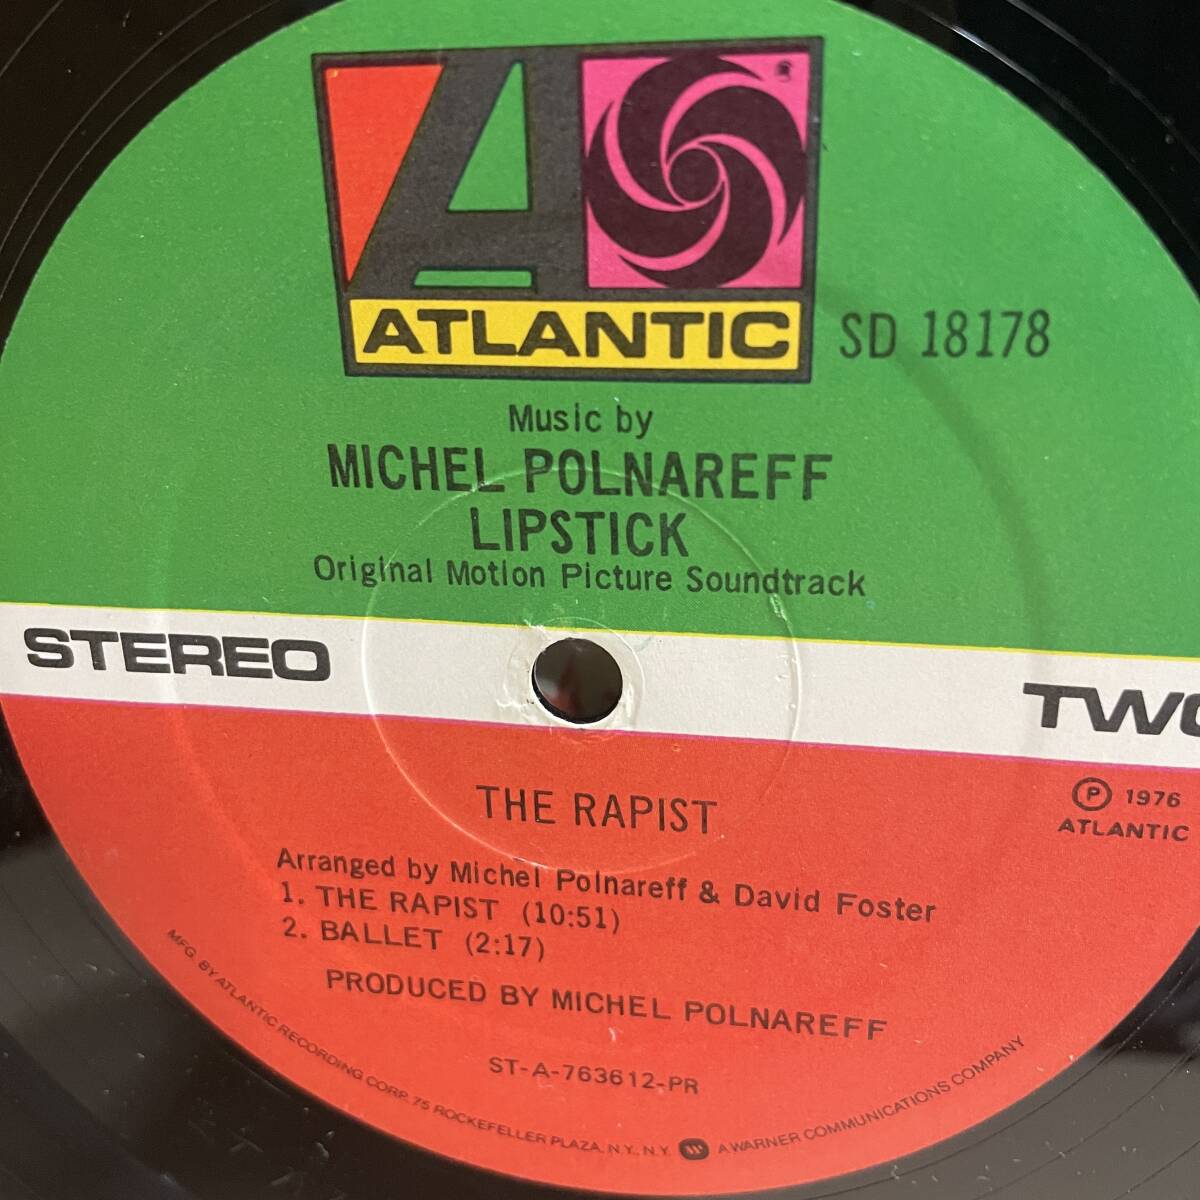 ATLANTIC
SD 18178
Music by
MICHEL POLNAREFF
LIPSTICK
Original Motion Picture Soundtrack
STEREO
TWO
THE RAPIST
℗ 1976
ATLANTIC
Arranged by Michel Polnareff & David Foster
1. THE RAPIST (10:51)
2. BALLET (2:17)
PRODUCED BY MICHEL POLNAREFF
ST-A-763612-PR
MFG. BY ATLANTIC RECORDING CORP. 75 ROCKEFELLER PLAZA, N.Y., N.Y. A WARNER COMMUNICATIONS COMPANY